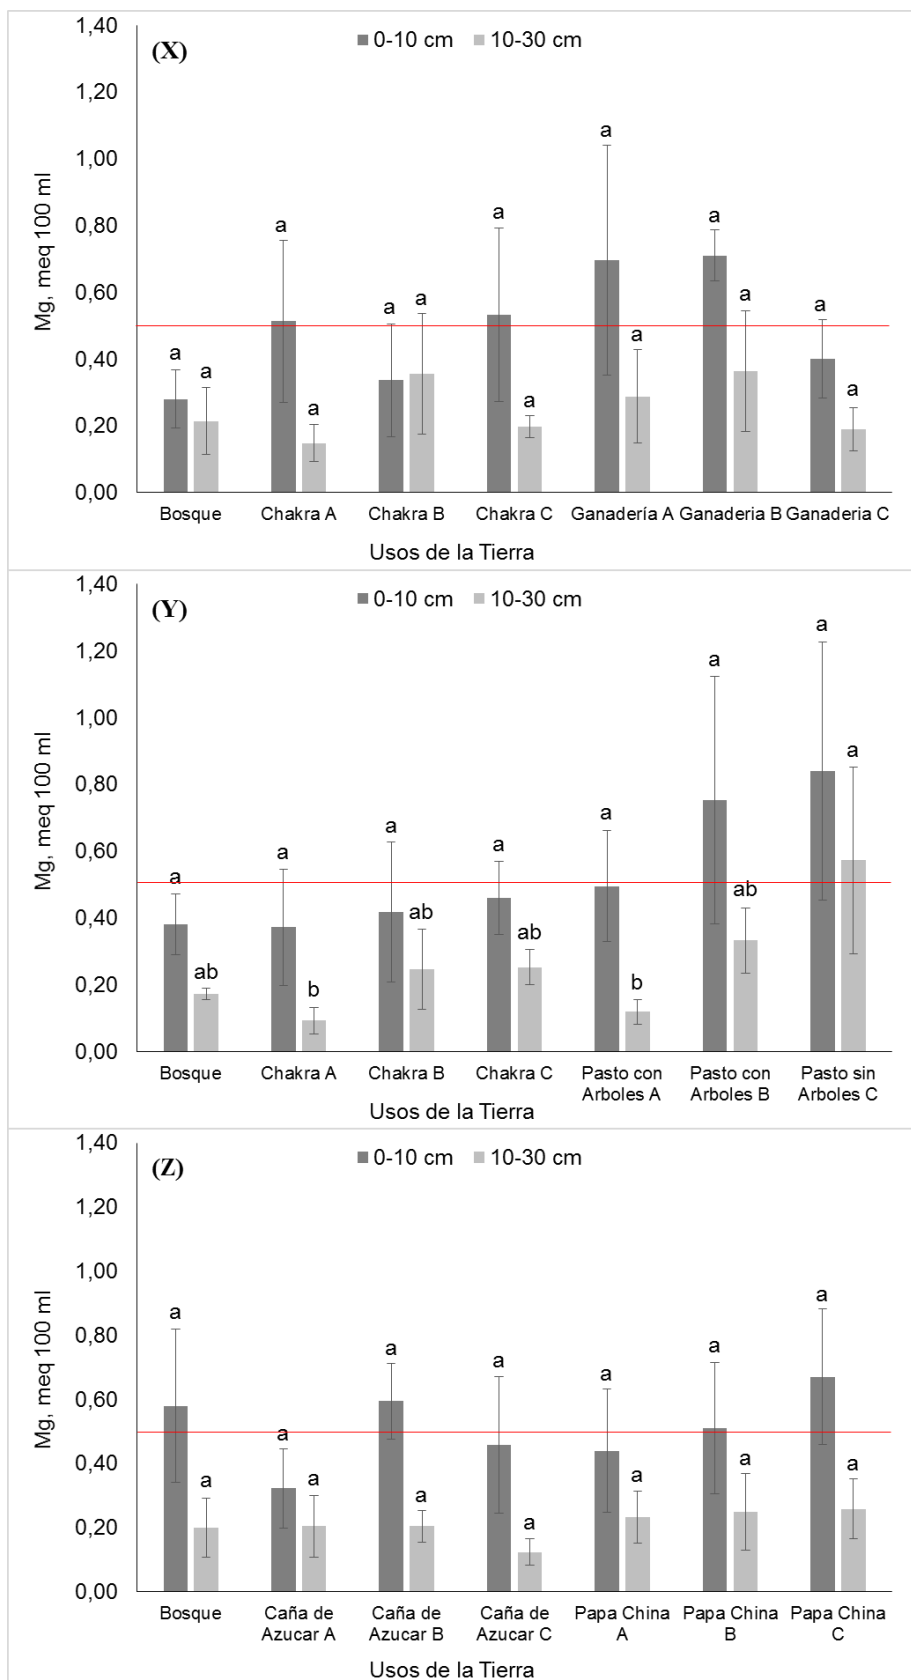 1,40
(X)
0-10 cm 10-30 cm
1,20
a
1,00
a a a
0,80
0,60
a a a a
0,40
a a a
a a a
0,20
0,00
Mg, meq 100 ml
Bosque Chakra A Chakra B Chakra C Ganadería A Ganaderia B Ganaderia C
Usos de la Tierra
1,40
(Y)
0-10 cm 10-30 cm
a
1,20
a
1,00
a
0,80
a a a
a
0,60
a
ab ab
0,40
ab
0,20
b b
0,00
Mg, meq 100 ml
Bosque Chakra A Chakra B Chakra C Pasto con Pasto con Pasto sin
Arboles A Arboles B Arboles C
Usos de la Tierra
1,40
(Z)
0-10 cm 10-30 cm
1,20
1,00
a
a
0,80
a a a a
0,60
a
0,40
a a a a a
a
0,20
a
0,00
Mg, meq 100 ml
Bosque Caña de Caña de Caña de Papa China Papa China Papa China
Azucar A Azucar B Azucar C A B C
Usos de la Tierra